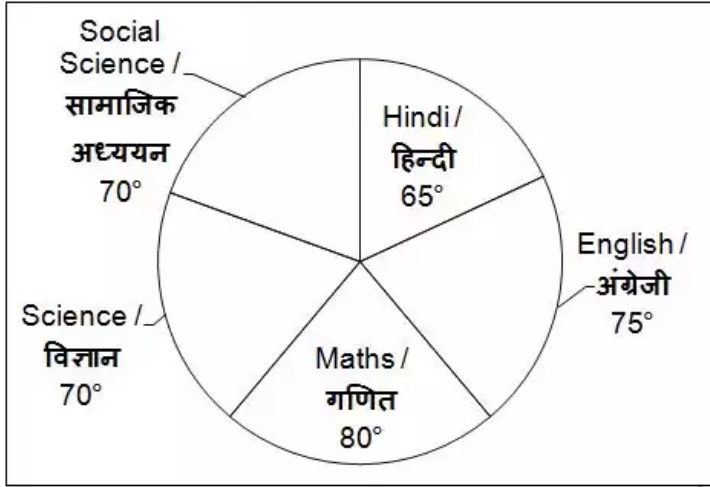 Social
Science /
सामाजिक
अध्ययन
70°
Hindi /
हिन्दी
65°
English /
अंग्रेजी
75°
Science /
विज्ञान
70°
Maths /
गणित
80°